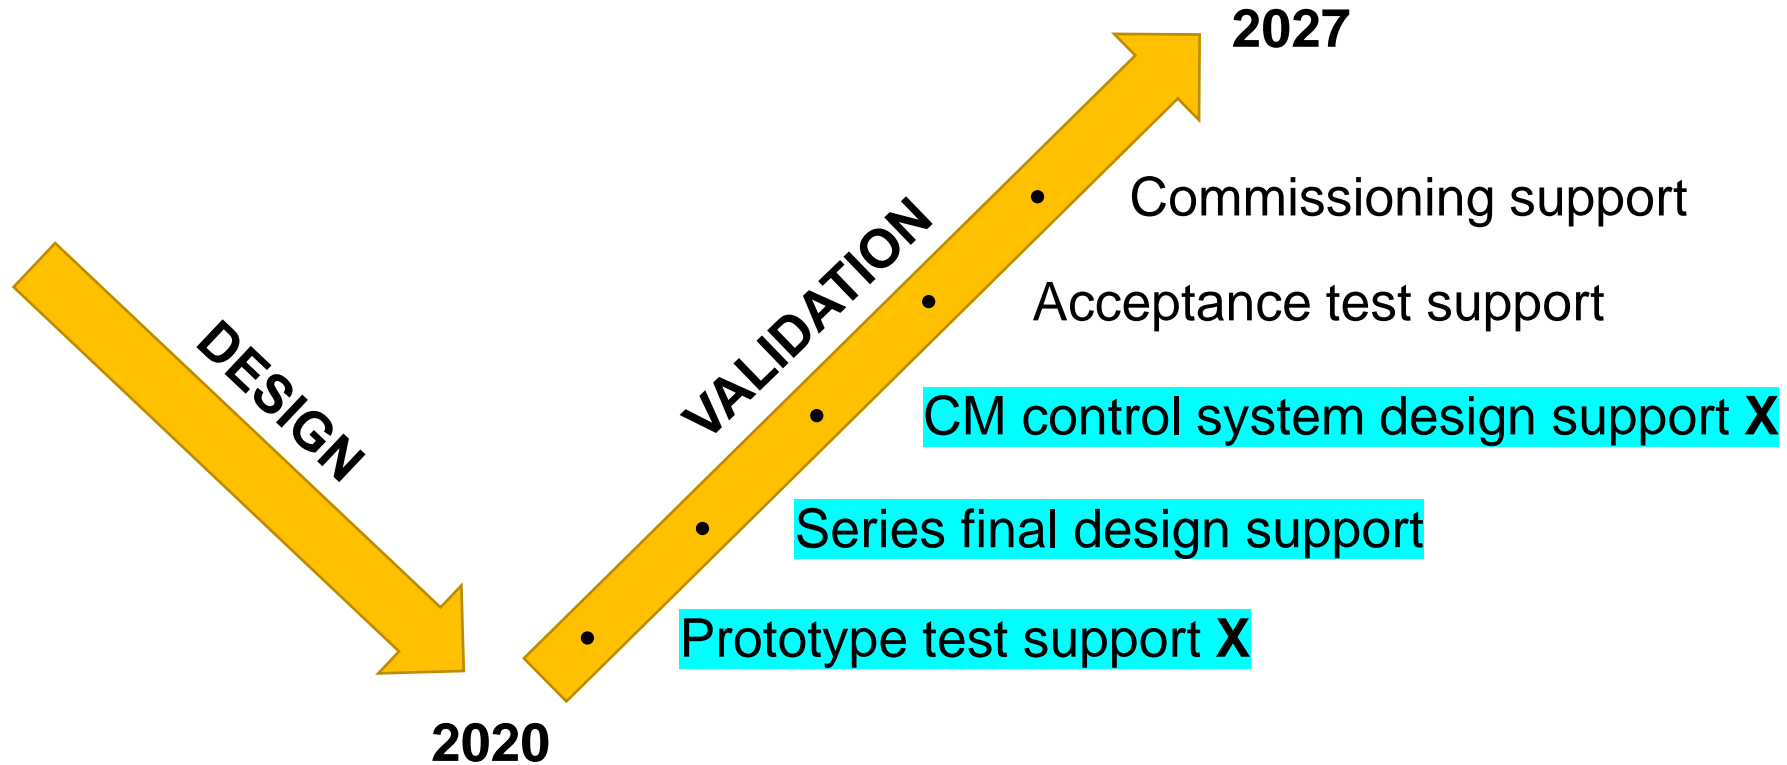 2027
Commissioning support
VALIDATION
Acceptance test support
DESIGN
CM control system design support X
Series final design support
Prototype test support X
2020